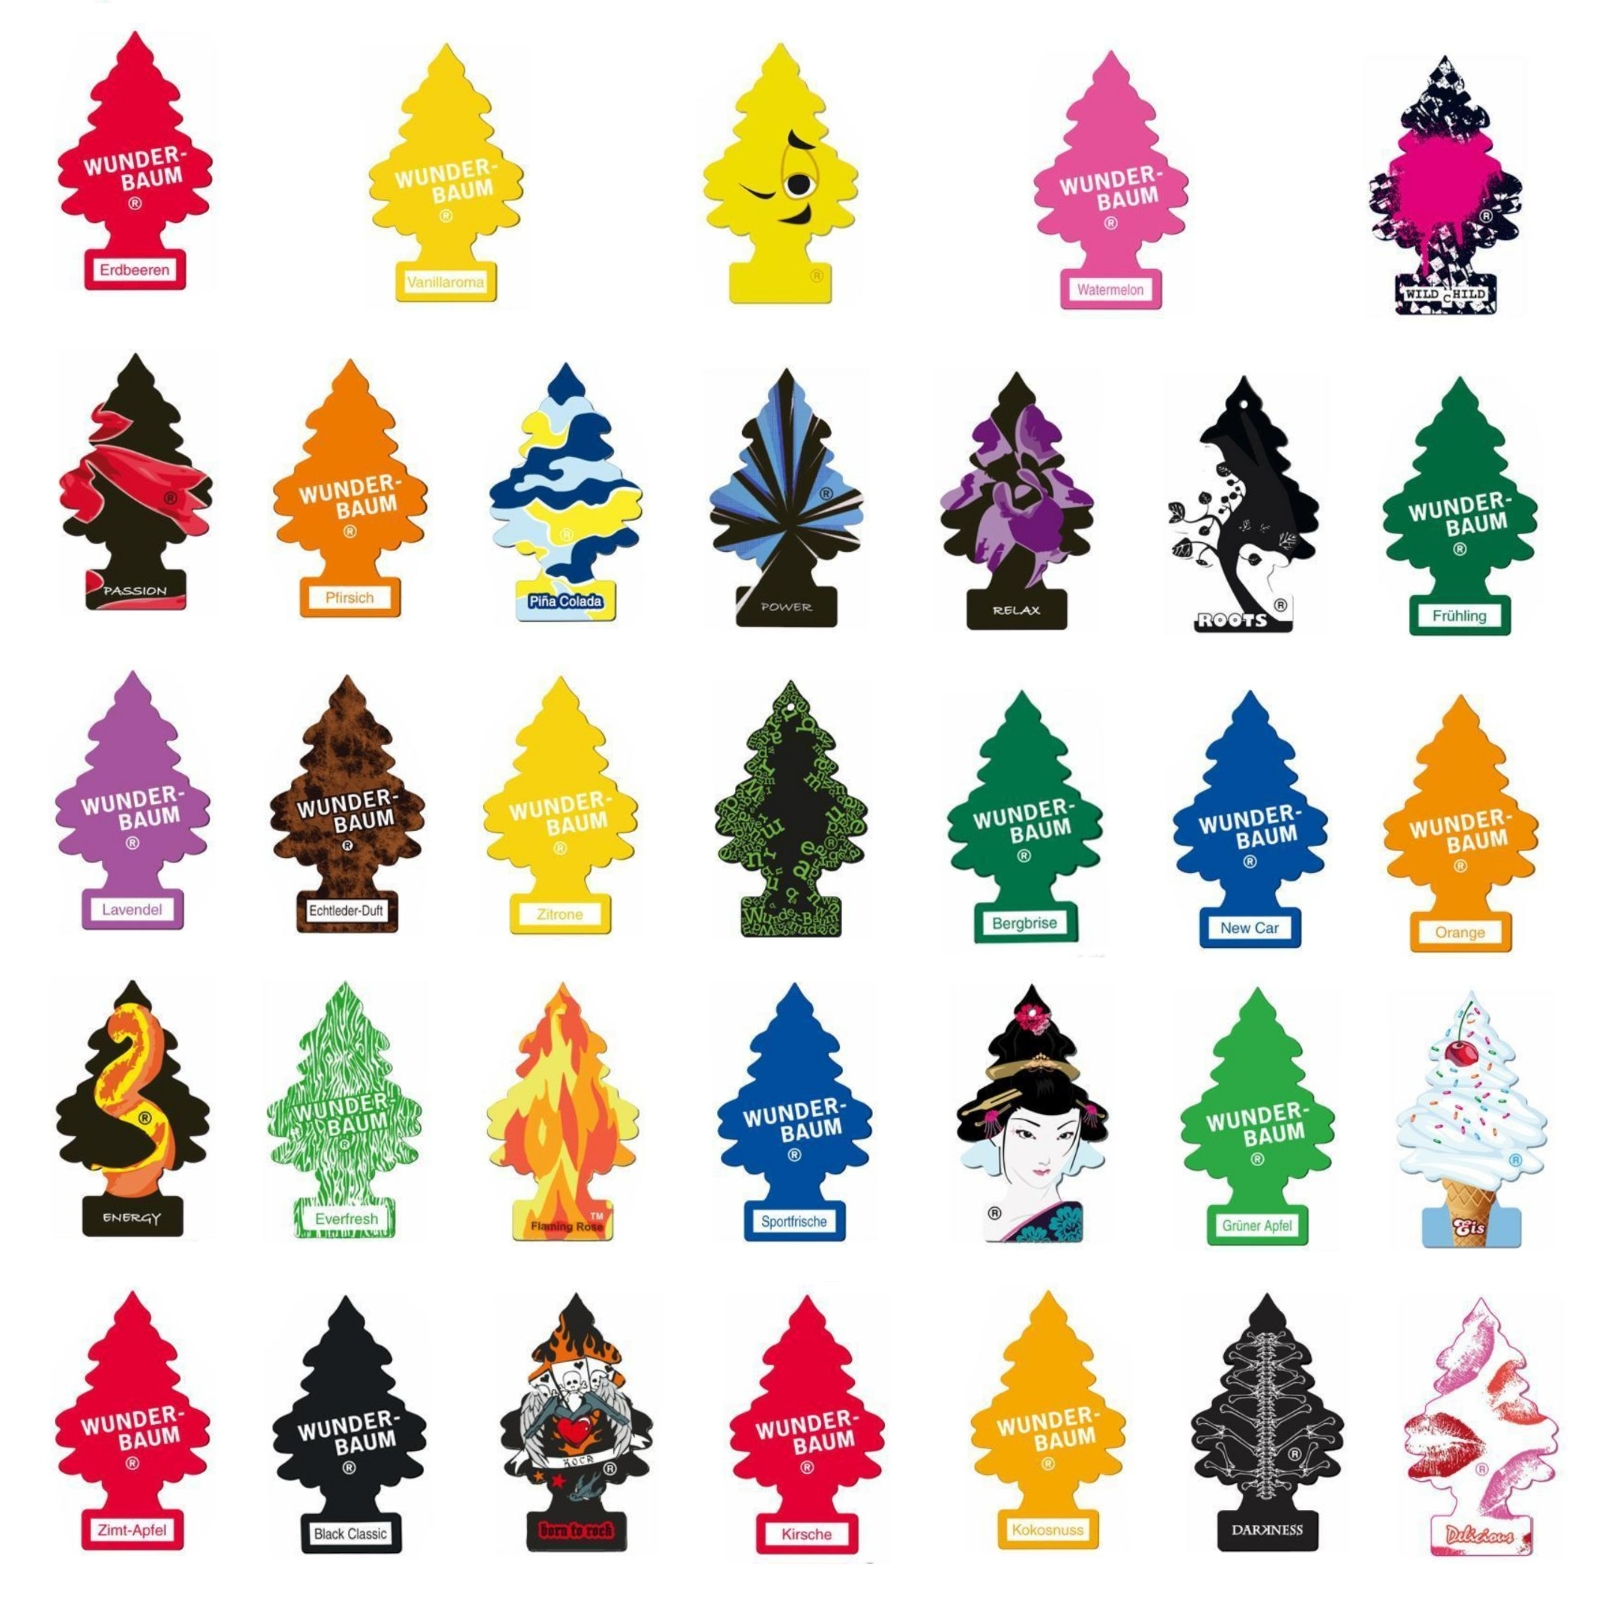 WUNDER-
BAUM
®
Erdbeeren
WUNDER-
BAUM
®
Vanillaroma
®
WUNDER-
BAUM
®
Watermelon
®
WILD CHILD
®
PASSION
WUNDER-
BAUM
®
Pfirsich
®
Piña Colada
®
POWER
RELAX
®
ROOTS
WUNDER-
BAUM
®
Frühling
WUNDER-
BAUM
®
Lavendel
WUNDER-
BAUM
®
Echtleder-Duft
WUNDER-
BAUM
®
Zitrone
Wunder-Baum
WUNDER-
BAUM
®
Bergbrise
WUNDER-
BAUM
®
New Car
WUNDER-
BAUM
®
Orange
®
ENERGY
WUNDER-
BAUM
®
Everfresh
TM
Flaming Rose
WUNDER-
BAUM
®
Sportfrische
®
WUNDER-
BAUM
®
Grüner Apfel
®
Eis
WUNDER-
BAUM
®
Zimt-Apfel
WUNDER-
BAUM
®
Black Classic
ROCK
®
born to rock
WUNDER-
BAUM
®
Kirsche
WUNDER-
BAUM
®
Kokosnuss
®
DARKNESS
®
Delicious